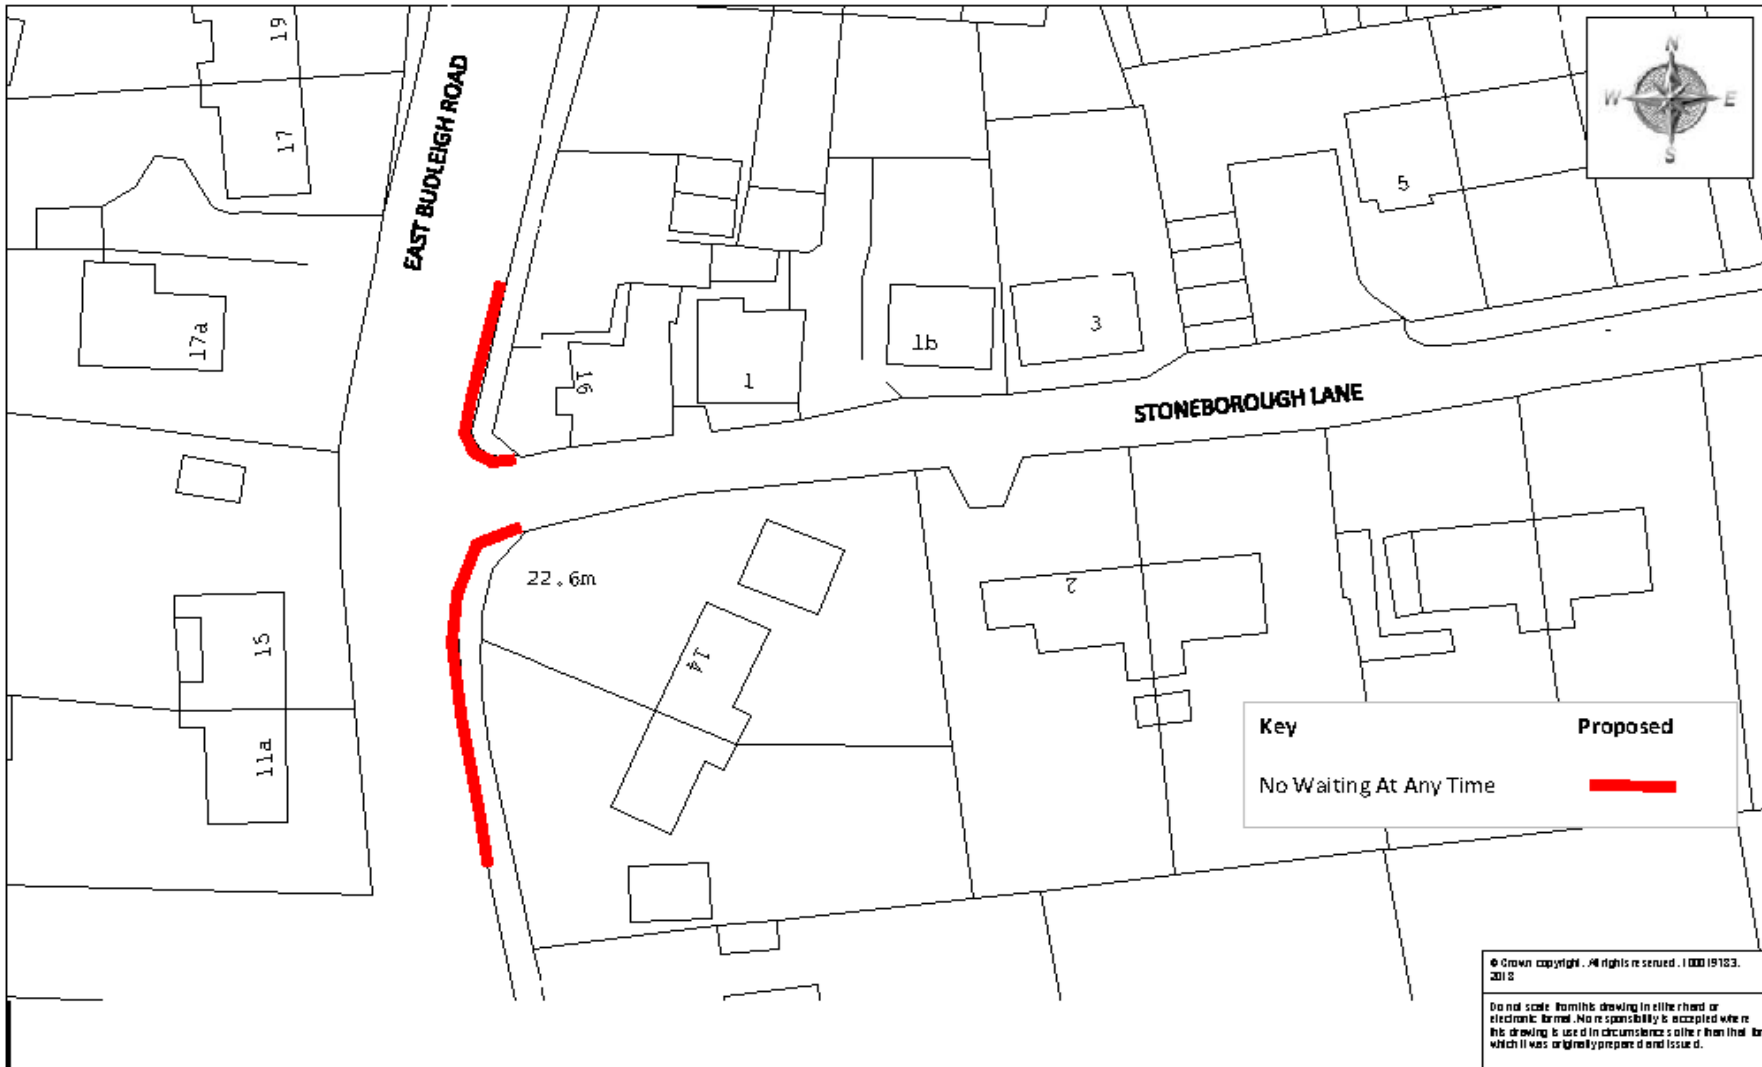 19
17
EAST BUDLEIGH ROAD
N
W
E
S
5
17a
16
1
1b
3
STONEBOROUGH LANE
22.6m
2
14
15
11a
Key Proposed
No Waiting At Any Time
© Crown copyright. All rights reserved. 100019783.
2018
Do not scale from this drawing in either hard or
electronic format. No responsibility is accepted where
this drawing is used in circumstances other than that for
which it was originally prepared and issued.